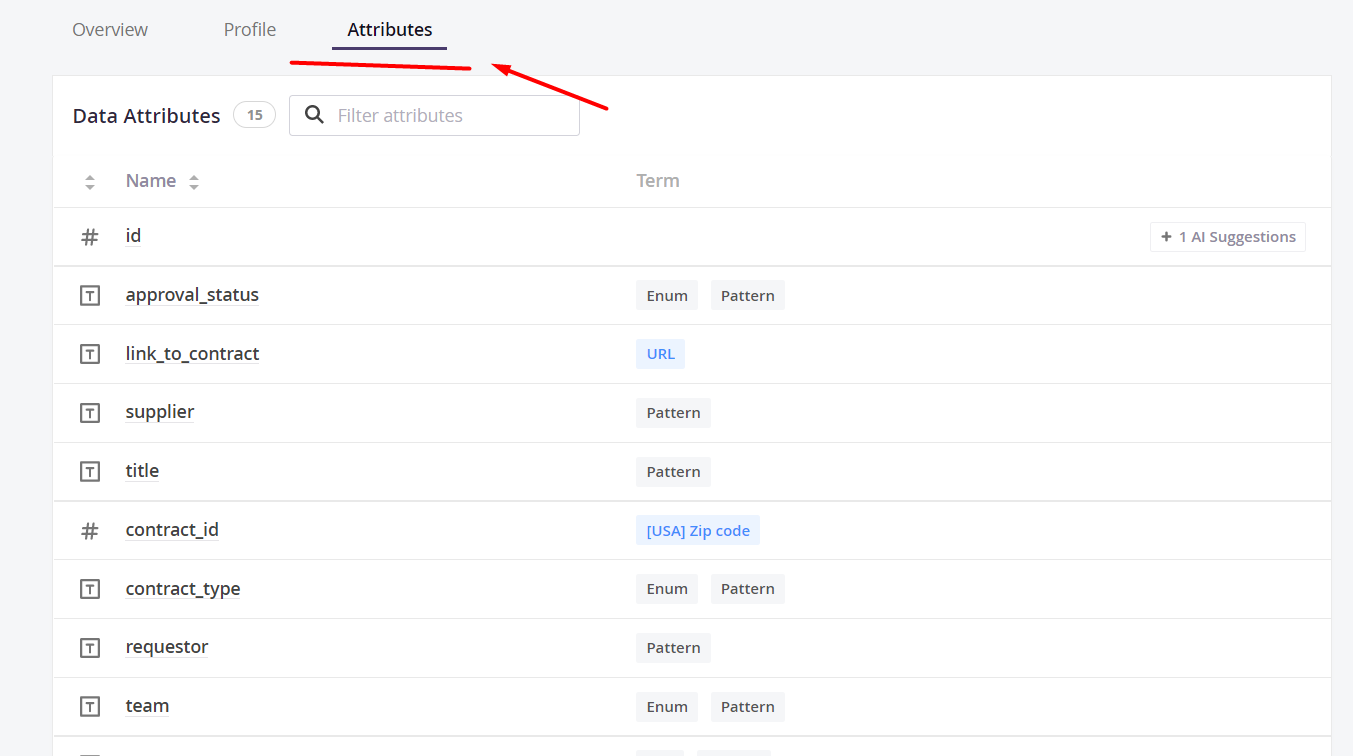 Overview Profile Attributes
Data Attributes 15 Filter attributes
Name Term
# id + 1 AI Suggestions
T approval_status Enum Pattern
T link_to_contract URL
T supplier Pattern
T title Pattern
# contract_id [USA] Zip code
T contract_type Enum Pattern
T requestor Pattern
T team Enum Pattern